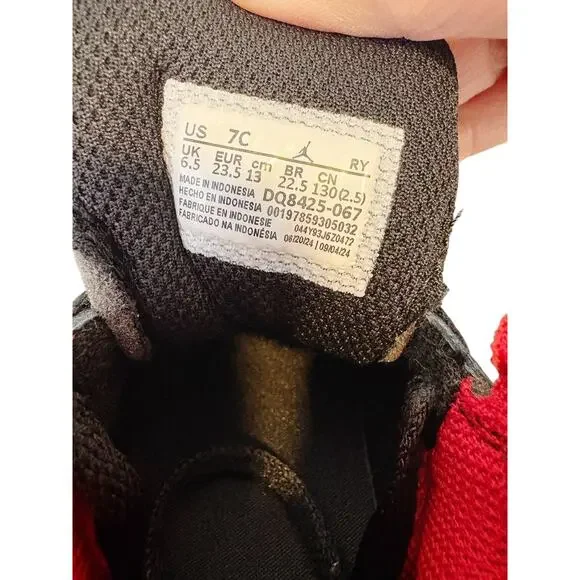 US 7C RY
UK EUR cm BR CN
6.5 23.5 13 22.5 130(2.5)
MADE IN INDONESIA DQ8425-067
HECHO EN INDONESIA 00197859305032
FABRIQUE EN INDONESIE 044Y93J6Z0472
FABRICADO NA INDONÉSIA 06/20/24 | 09/04/24